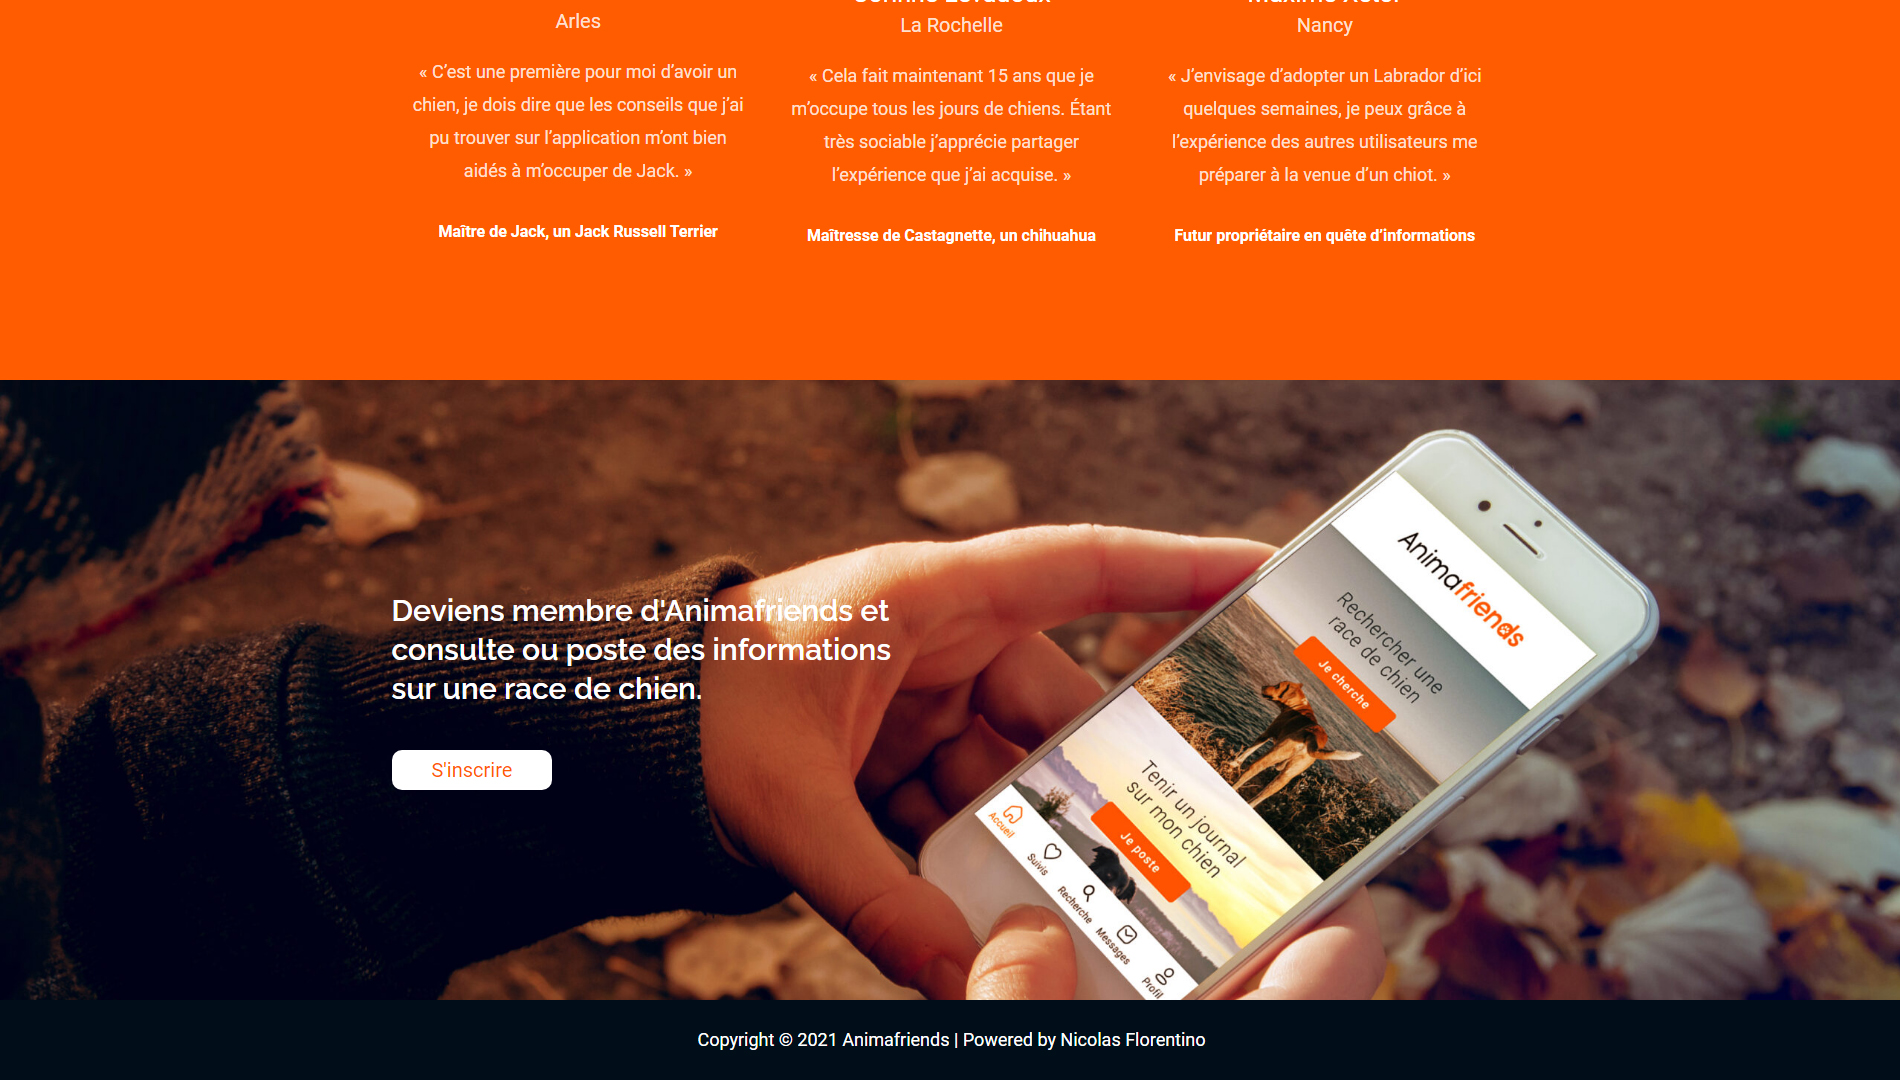 Arles
« C’est une première pour moi d’avoir un
chien, je dois dire que les conseils que j’ai
pu trouver sur l’application m’ont bien
aidés à m’occuper de Jack. »
Maître de Jack, un Jack Russell Terrier
La Rochelle
« Cela fait maintenant 15 ans que je
m’occupe tous les jours de chiens. Étant
très sociable j’apprécie partager
l’expérience que j’ai acquise. »
Maîtresse de Castagnette, un chihuahua
Nancy
« J’envisage d’adopter un Labrador d’ici
quelques semaines, je peux grâce à
l’expérience des autres utilisateurs me
préparer à la venue d’un chiot. »
Futur propriétaire en quête d’informations
Deviens membre d'Animafriends et
consulte ou poste des informations
sur une race de chien.
S'inscrire
Animafriends
Rechercher une
race de chien
Je cherche
Tenir un journal
sur mon chien
Je poste
Accueil
Suivis
Recherche
Messages
Profil
Copyright © 2021 Animafriends | Powered by Nicolas Florentino